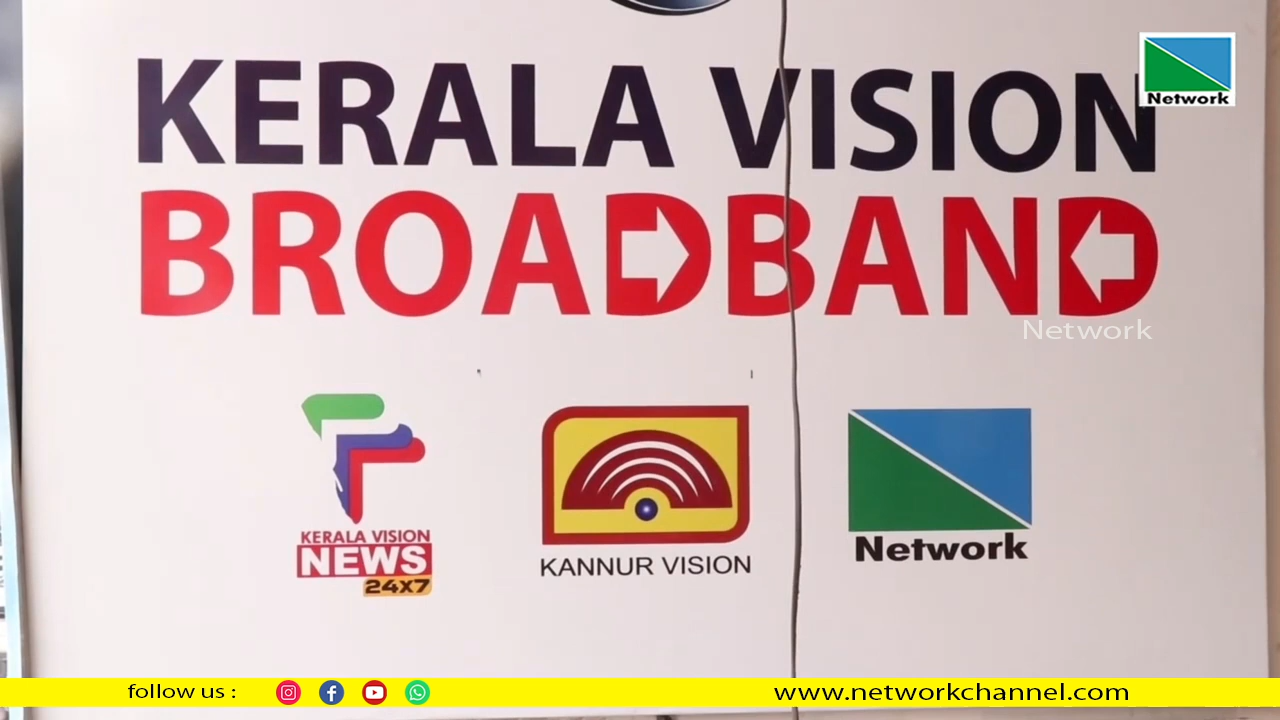 Network
KERALA VISION
BROADBAND
Network
KERALA VISION
NEWS
24x7
KANNUR VISION
Network
follow us :
www.networkchannel.com